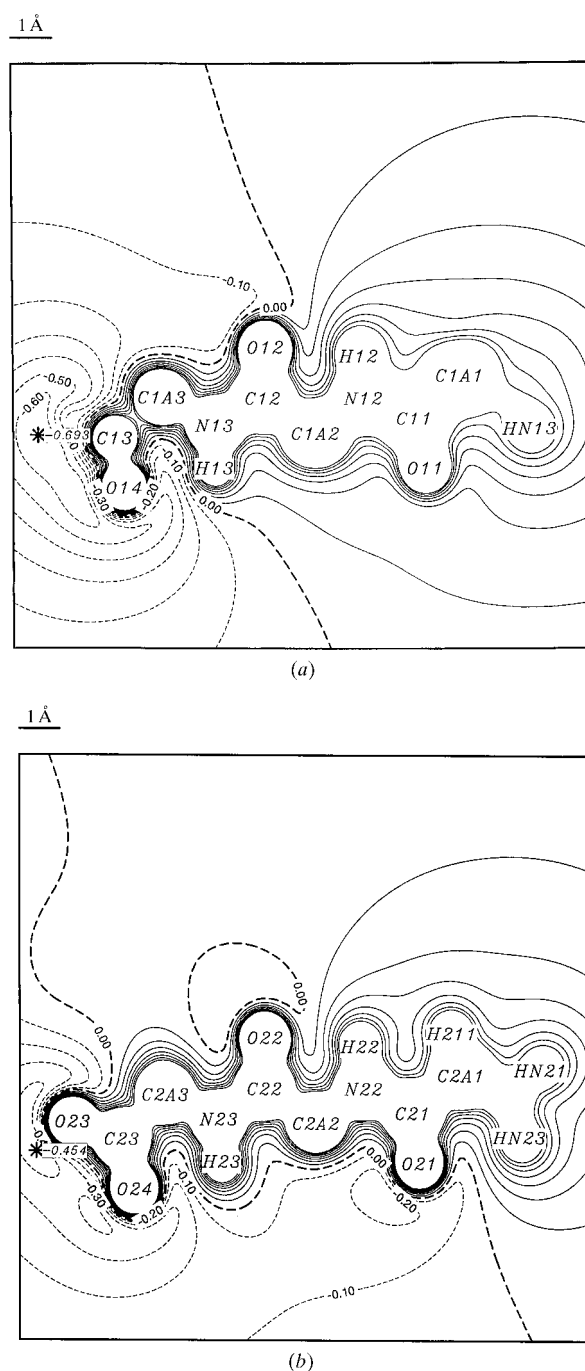 1 Å
-0.10
0.00
O12
H12
C1A1
-0.50
-0.60
C1A3
C12
N12
C11
HN13
-0.693
C13
N13
C1A2
H13
O11
O14
-0.10
-0.20
-0.30
0.00
(a)
1 Å
0.00
0.00
O22
H22
H211
HN21
C2A3
C22
N22
C2A1
O23
C23
N23
C21
HN23
-0.454
C2A2
H23
O21
O24
0.00
-0.10
-0.20
-0.30
-0.20
-0.10
(b)